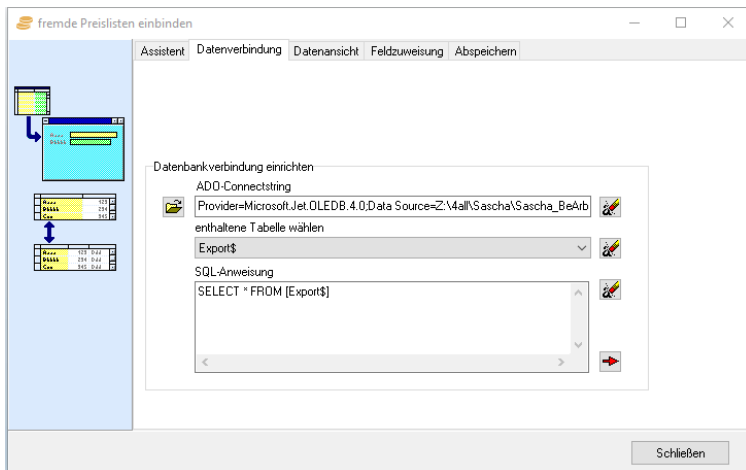 fremde Preislisten einbinden
Assistent Datenverbindung Datenansicht Feldzuweisung Abspeichern
Datenbankverbindung einrichten
ADO-Connectstring
Provider=Microsoft.Jet.OLEDB.4.0;Data Source=Z:\4all\Sascha\Sascha_BeArb
enthaltene Tabelle wählen
Export$
SQL-Anweisung
SELECT * FROM [Export$]
Schließen